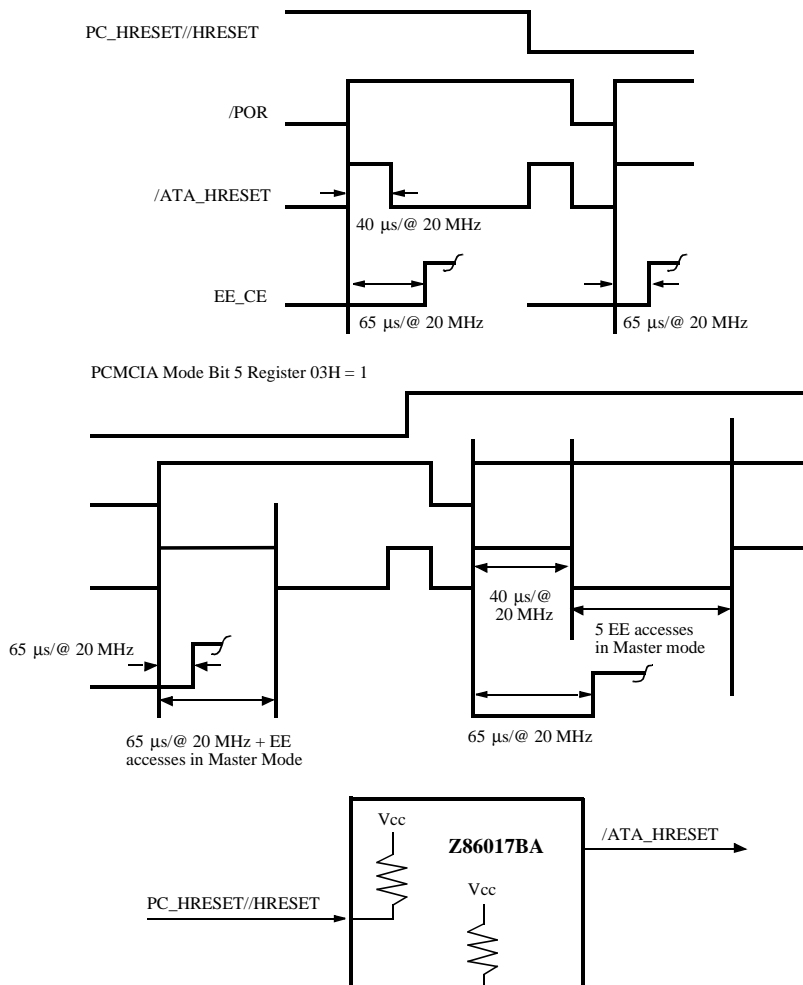 PC_HRESET//HRESET
/POR
/ATA_HRESET
40 µs/@ 20 MHz
EE_CE
65 µs/@ 20 MHz
65 µs/@ 20 MHz
PCMCIA Mode Bit 5 Register 03H = 1
40 µs/@
20 MHz
5 EE accesses
in Master mode
65 µs/@ 20 MHz
65 µs/@ 20 MHz + EE
accesses in Master Mode
65 µs/@ 20 MHz
Vcc
Z86017BA
/ATA_HRESET
Vcc
PC_HRESET//HRESET